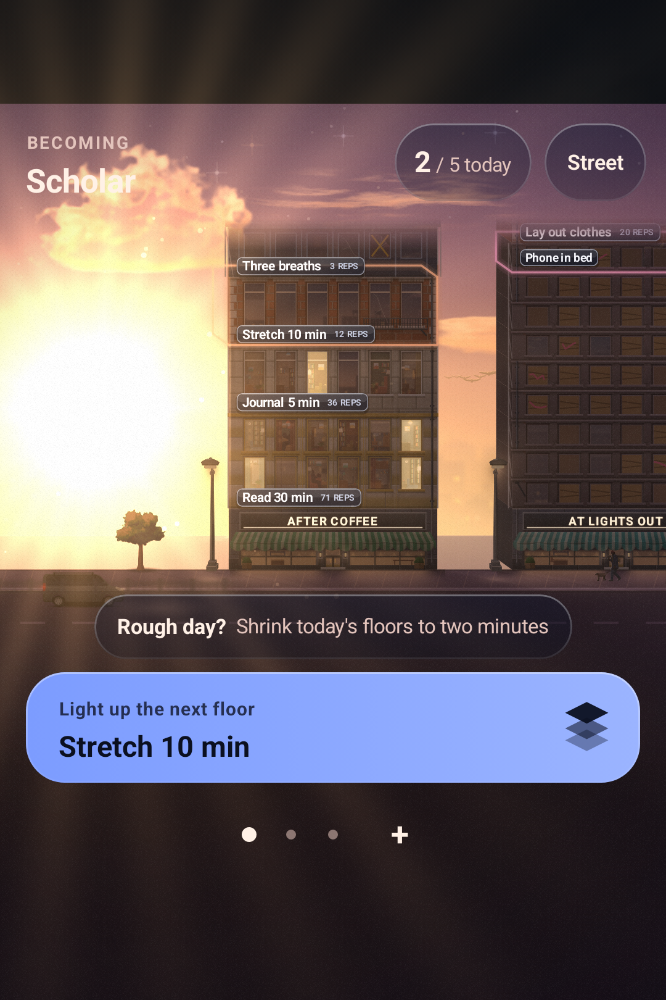 BECOMING
Scholar
2 / 5 today
Street
Lay out clothes 20 REPS
Phone in bed
Three breaths 3 REPS
Stretch 10 min 12 REPS
Journal 5 min 36 REPS
Read 30 min 71 REPS
AFTER COFFEE
AT LIGHTS OUT
Rough day? Shrink today's floors to two minutes
Light up the next floor
Stretch 10 min